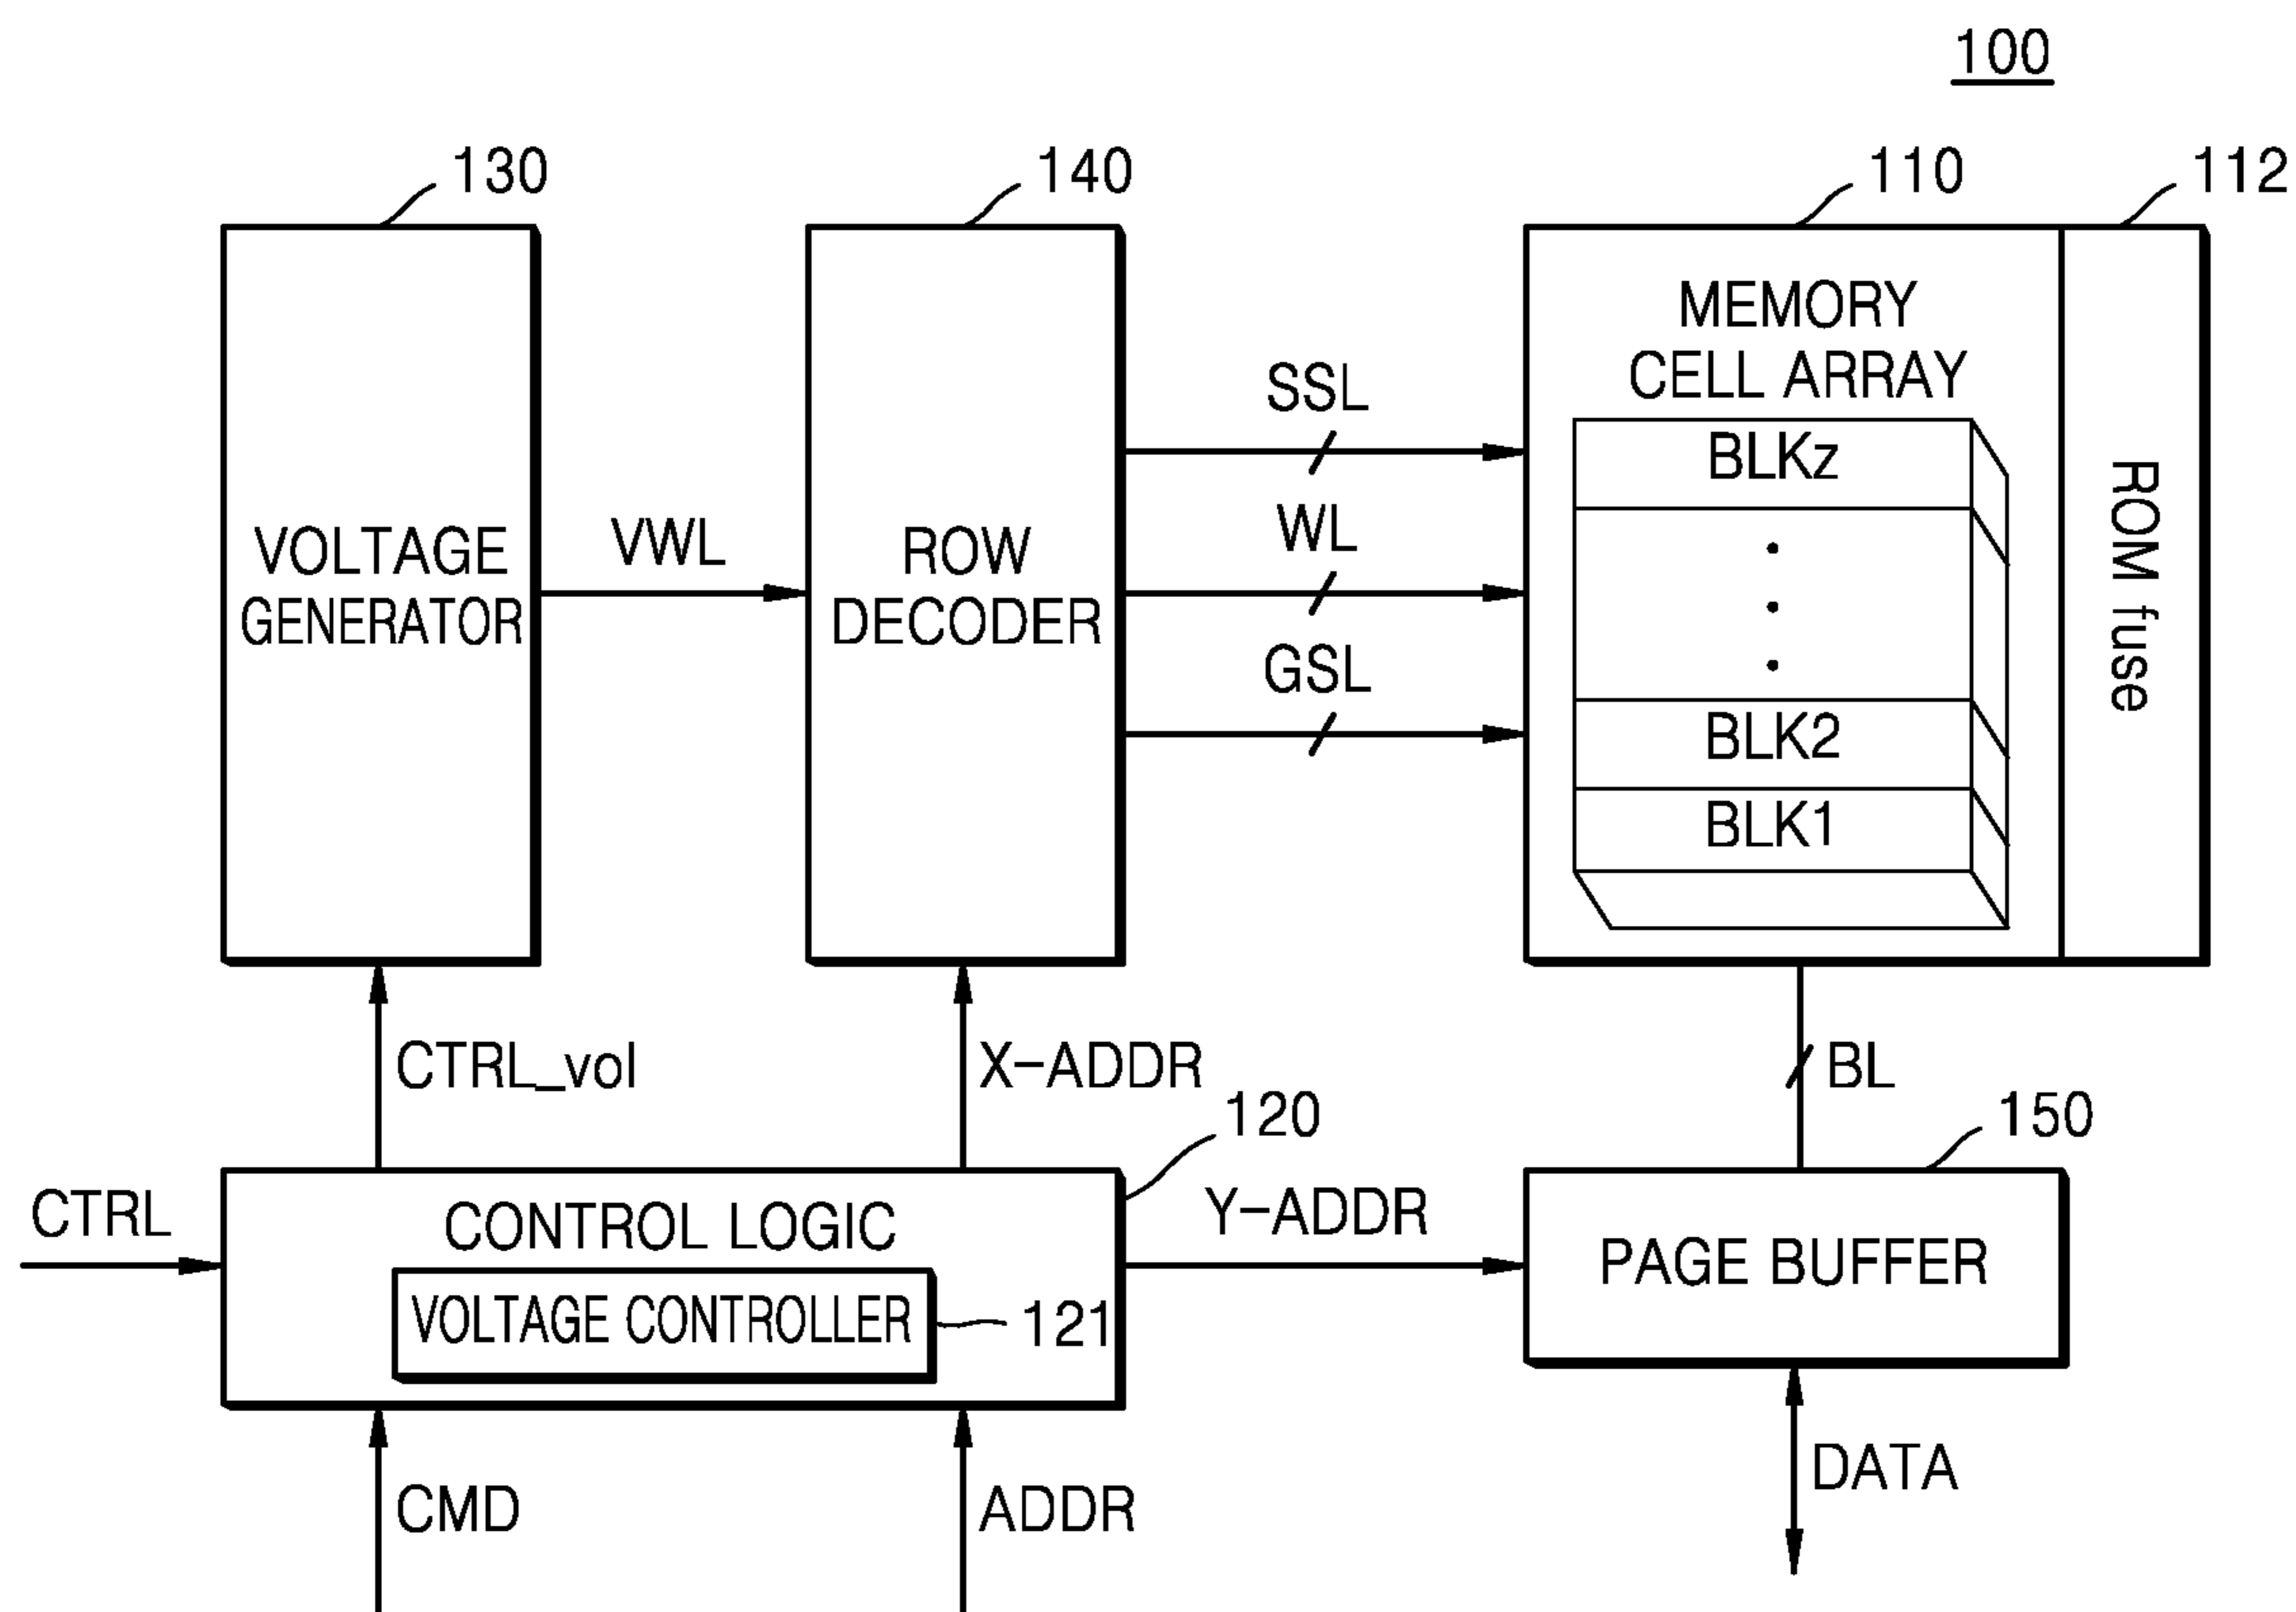 100
130
140
110
112
VOLTAGE
GENERATOR
VWL
ROW
DECODER
SSL
WL
GSL
MEMORY
CELL ARRAY
BLKz
BLK2
BLK1
ROM fuse
CTRL_vol
X-ADDR
BL
120
150
CTRL
CONTROL LOGIC
VOLTAGE CONTROLLER
121
Y-ADDR
PAGE BUFFER
CMD
ADDR
DATA